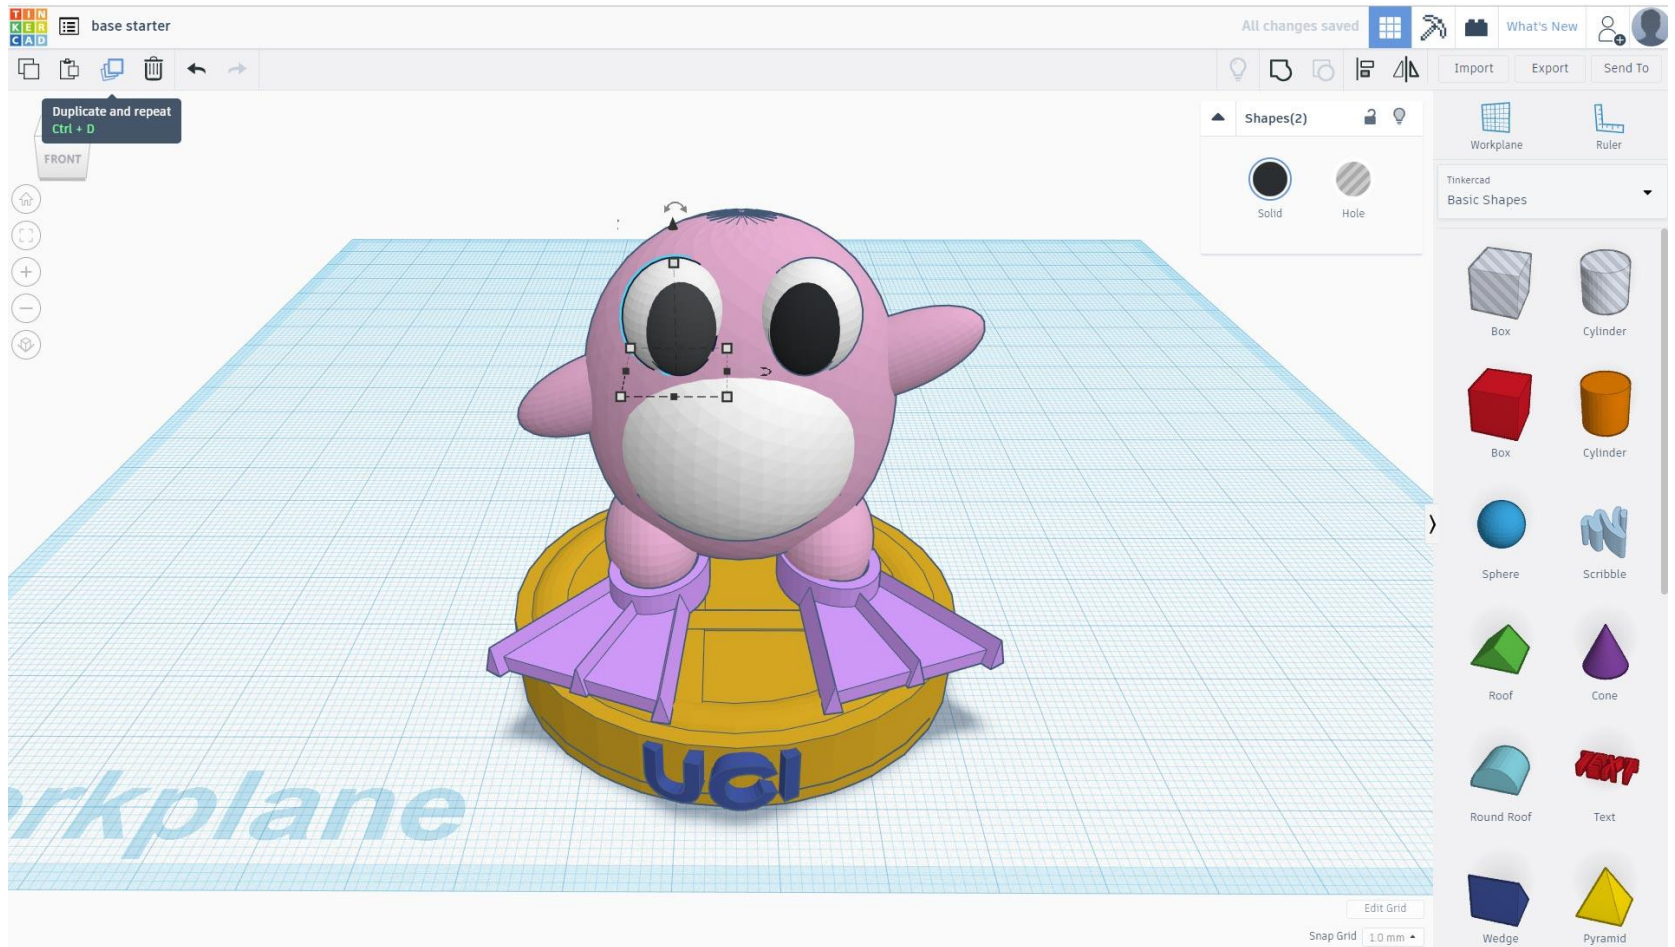 TIN
KER
CAD
base starter
All changes saved
What's New
Import
Export
Send To
Duplicate and repeat
Ctrl + D
FRONT
Shapes(2)
Solid
Hole
Workplane
Ruler
Tinkercad
Basic Shapes
Box
Cylinder
Box
Cylinder
Sphere
Scribble
Roof
Cone
TEXT
Round Roof
Text
Wedge
Pyramid
UCI
rkplane
Edit Grid
Snap Grid
1.0 mm